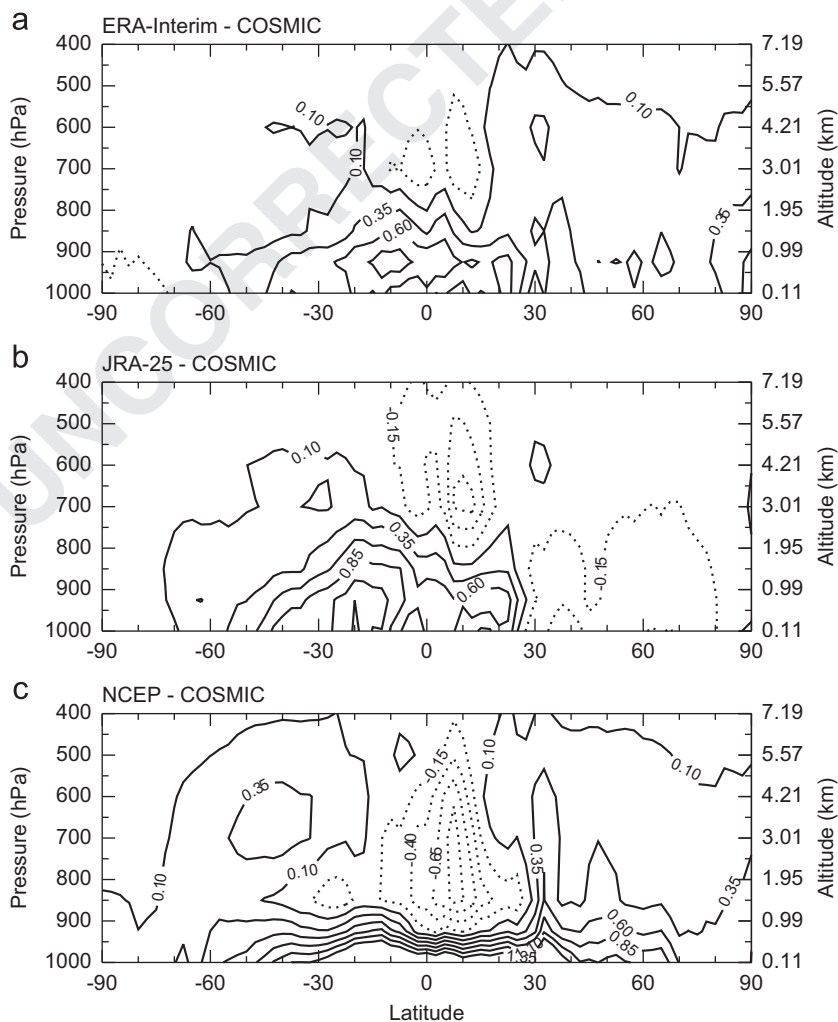 a
ERA-Interim - COSMIC
400 500 600 700 800 900 1000
Pressure (hPa)
7.19 5.57 4.21 3.01 1.95 0.99 0.11
Altitude (km)
-90 -60 -30 0 30 60 90
0.10
0.10
0.10
0.35
0.60
0.35
b
JRA-25 - COSMIC
400 500 600 700 800 900 1000
Pressure (hPa)
7.19 5.57 4.21 3.01 1.95 0.99 0.11
Altitude (km)
-90 -60 -30 0 30 60 90
-0.15
0.10
0.35
0.85
0.60
-0.15
c
NCEP - COSMIC
400 500 600 700 800 900 1000
Pressure (hPa)
7.19 5.57 4.21 3.01 1.95 0.99 0.11
Altitude (km)
-90 -60 -30 0 30 60 90
Latitude
-0.15
0.10
0.10
0.35
-0.40
-0.65
0.35
0.10
0.10
0.35
0.60
0.85
1.35
UNCORRECTE